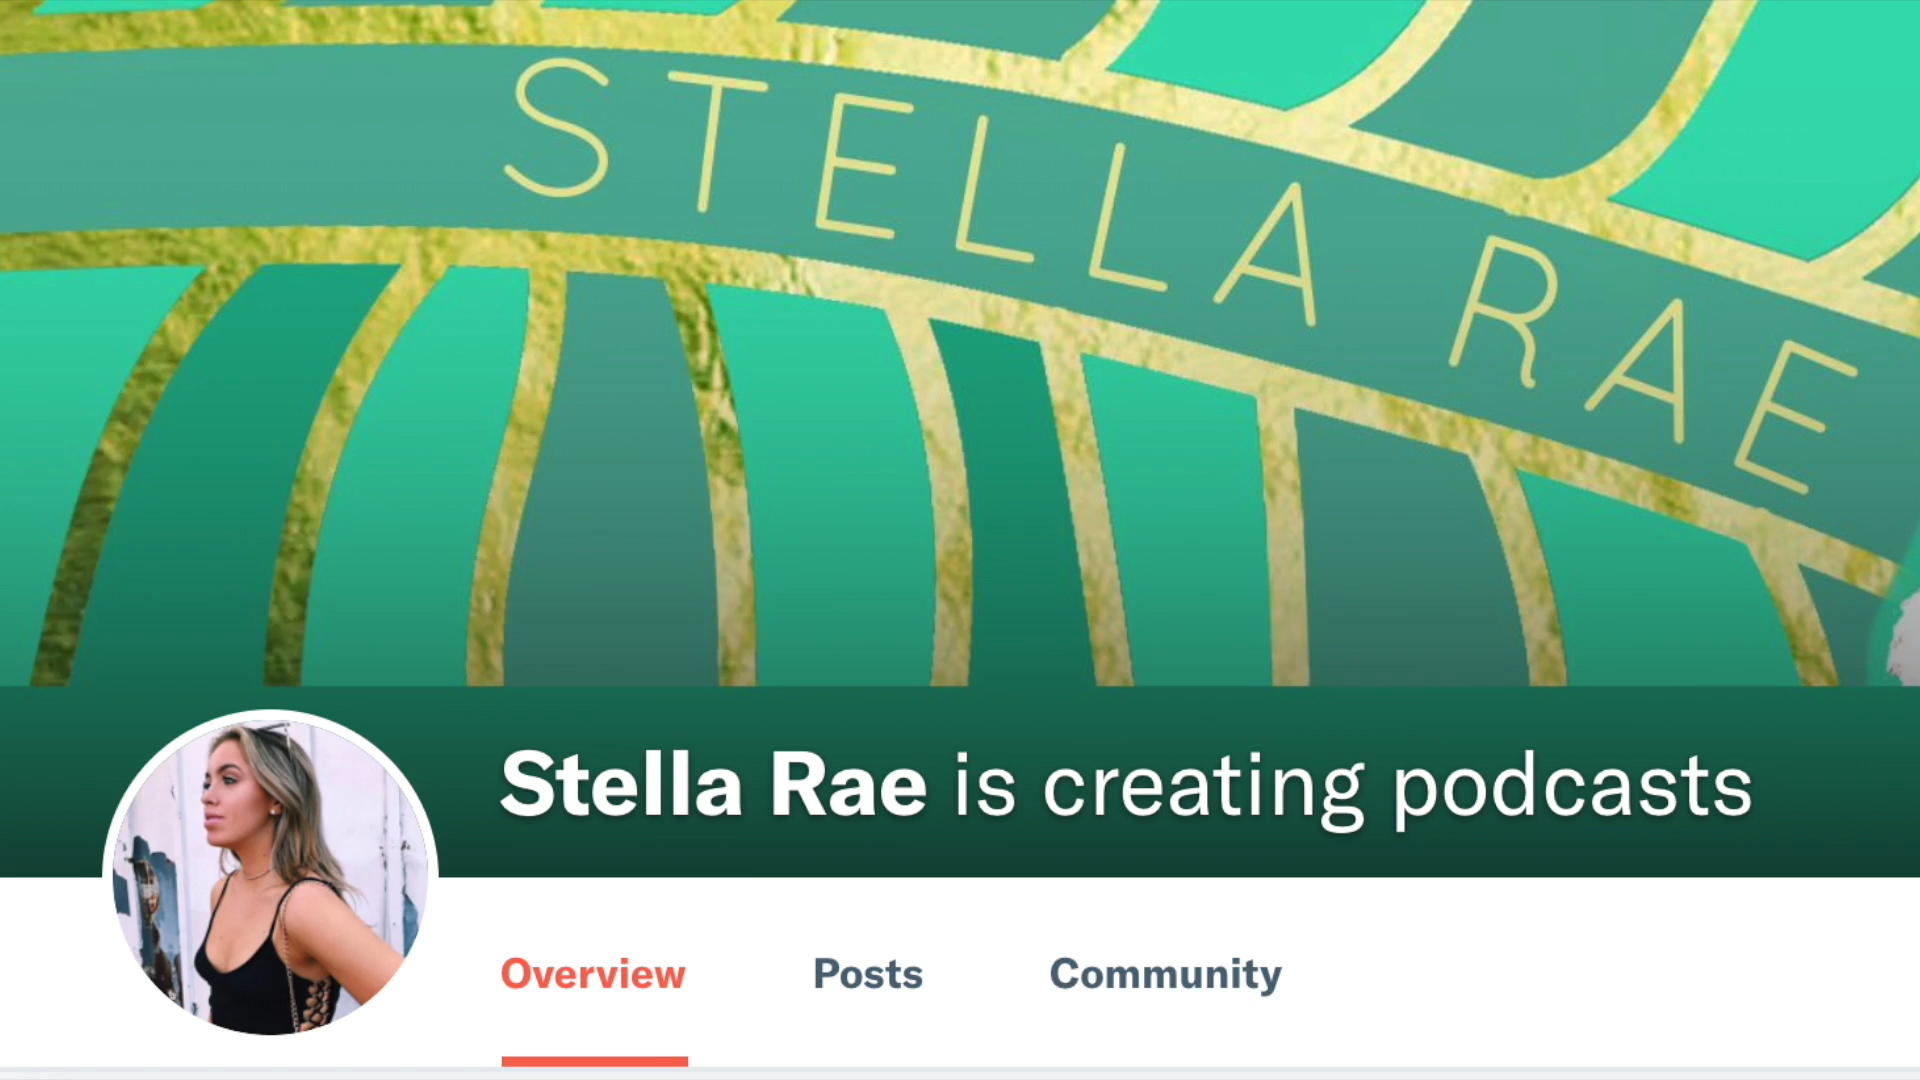 STELLA RAE
Stella Rae is creating podcasts
Overview Posts Community